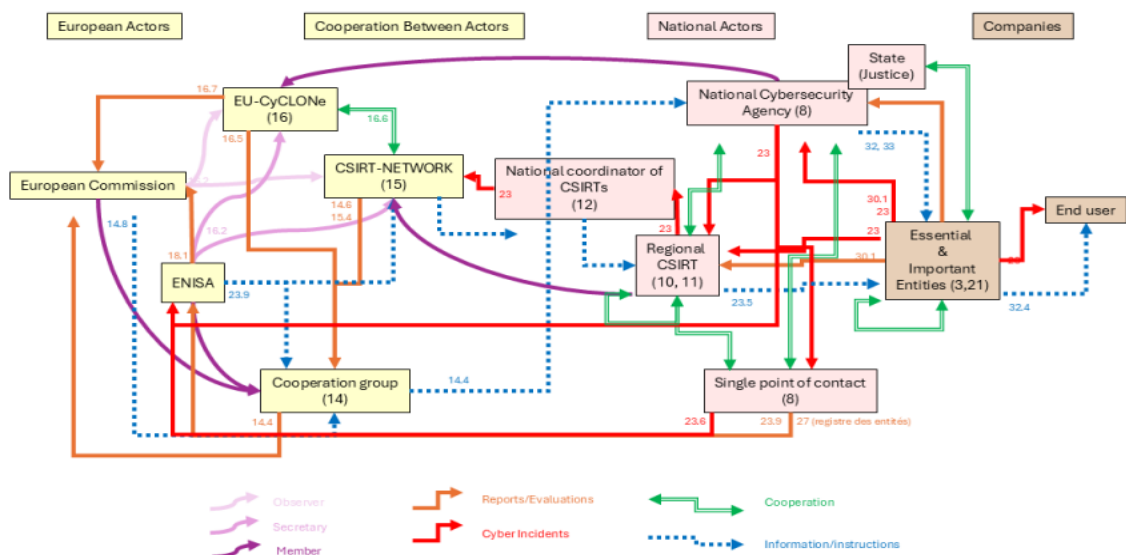 European Actors
Cooperation Between Actors
National Actors
Companies
State
(Justice)
16.7
EU-CyCLONe
(16)
National Cybersecurity
Agency (8)
16.6
16.5
23
32, 33
CSIRT-NETWORK
(15)
National coordinator of
CSIRTs
(12)
23
European Commission
14.8
14.6
15.4
16.2
30.1
23
23
23
End user
Essential
&
Important
Entities (3,21)
Regional
CSIRT
(10, 11)
30.1
18.1
ENISA
23.9
23.5
32.4
Cooperation group
(14)
14.4
Single point of contact
(8)
14.4
23.6
23.9
27 (registre des entités)
Observer
Secretary
Member
Reports/Evaluations
Cyber Incidents
Cooperation
Information/instructions